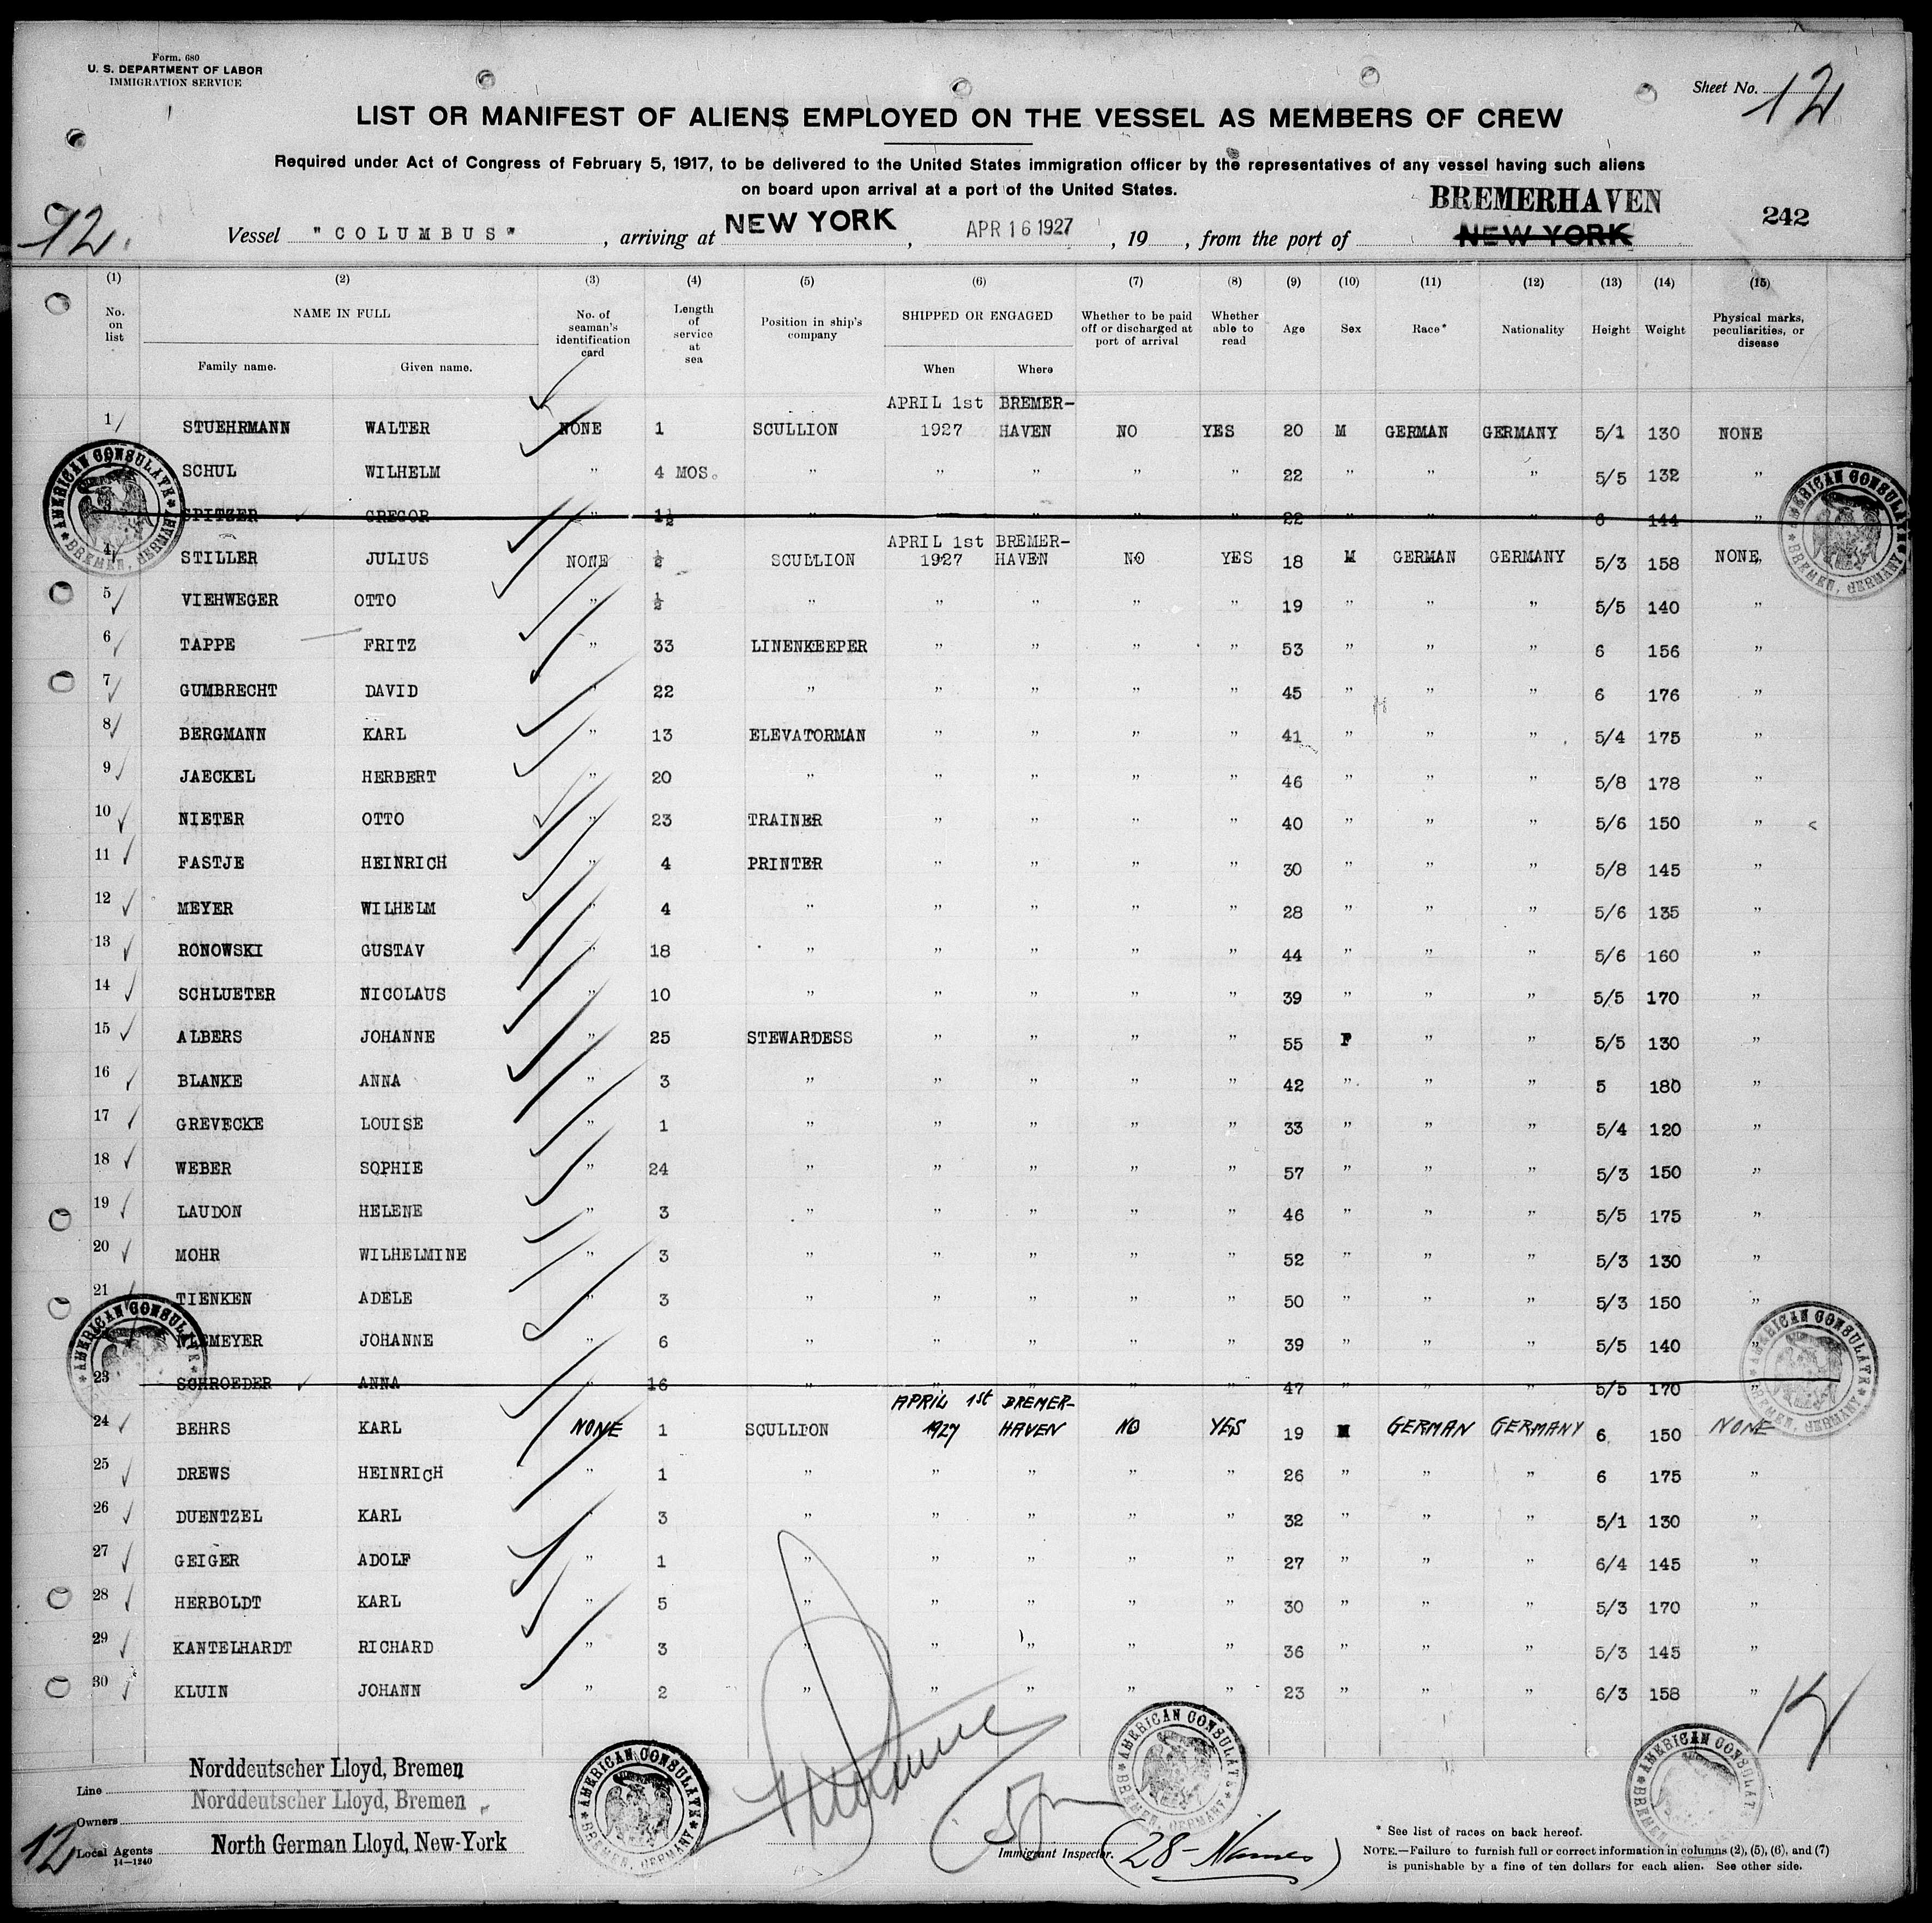 Form. 680
U. S. DEPARTMENT OF LABOR
IMMIGRATION SERVICE
Sheet No. 12
LIST OR MANIFEST OF ALIENS EMPLOYED ON THE VESSEL AS MEMBERS OF CREW
Required under Act of Congress of February 5, 1917, to be delivered to the United States immigration officer by the representatives of any vessel having such aliens
on board upon arrival at a port of the United States.
BREMERHAVEN
12. Vessel "COLUMBUS", arriving at NEW YORK, APR 16 1927, 19, from the port of NEW YORK 242
(1) (2) (3) (4) (5) (6) (7) (8) (9) (10) (11) (12) (13) (14) (15)
No. on list NAME IN FULL Family name. Given name. No. of seaman's identification card Length of service at sea Position in ship's company SHIPPED OR ENGAGED When Where Whether to be paid off or discharged at port of arrival Whether able to read Age Sex Race* Nationality Height Weight Physical marks, peculiarities, or disease
APRIL 1st BREMER-
1 STUEHRMANN WALTER NONE 1 SCULLION 1927 HAVEN NO YES 20 M GERMAN GERMANY 5/1 130 NONE
SCHUL WILHELM " 4 MOS. " " " " " 22 " " " 5/5 132 "
SPITZER GREGOR " 1½ " " " " " 22 " " " 6 144 "
APRIL 1st BREMER-
4 STILLER JULIUS NONE ½ SCULLION 1927 HAVEN NO YES 18 M GERMAN GERMANY 5/3 158 NONE "
5 VIEHWEGER OTTO " ½ " " " " " 19 " " " 5/5 140 "
6 TAPPE FRITZ " 33 LINENKEEPER " " " " 53 " " " 6 156 "
7 GUMBRECHT DAVID " 22 " " " " " 45 " " " 6 176 "
8 BERGMANN KARL " 13 ELEVATORMAN " " " " 41 " " " 5/4 175 "
9 JAECKEL HERBERT " 20 " " " " " 46 " " " 5/8 178 "
10 NIETER OTTO " 23 TRAINER " " " " 40 " " " 5/6 150 "
11 FASTJE HEINRICH " 4 PRINTER " " " " 30 " " " 5/8 145 "
12 MEYER WILHELM " 4 " " " " " 28 " " " 5/6 135 "
13 RONOWSKI GUSTAV " 18 " " " " " 44 " " " 5/6 160 "
14 SCHLUETER NICOLAUS " 10 " " " " " 39 " " " 5/5 170 "
15 ALBERS JOHANNE " 25 STEWARDESS " " " " 55 F " " 5/5 130 "
16 BLANKE ANNA " 3 " " " " " 42 " " " 5 180 "
17 GREVECKE LOUISE " 1 " " " " " 33 " " " 5/4 120 "
18 WEBER SOPHIE " 24 " " " " " 57 " " " 5/3 150 "
19 LAUDON HELENE " 3 " " " " " 46 " " " 5/5 175 "
20 MOHR WILHELMINE " 3 " " " " " 52 " " " 5/3 130 "
21 TIENKEN ADELE " 3 " " " " " 50 " " " 5/3 150 "
NIEMEYER JOHANNE " 6 " " " " " 39 " " " 5/5 140 "
23 SCHROEDER ANNA " 16 " " " " " 47 " " " 5/5 170 "
APRIL 1st BREMER-
24 BEHRS KARL NONE 1 SCULLION 1927 HAVEN NO YES 19 M GERMAN GERMANY 6 150 NONE
25 DREWS HEINRICH " 1 " " " " " 26 " " " 6 175 "
26 DUENTZEL KARL " 3 " " " " " 32 " " " 5/1 130 "
27 GEIGER ADOLF " 1 " " " " " 27 " " " 6/4 145 "
28 HERBOLDT KARL " 5 " " " " " 30 " " " 5/3 170 "
29 KANTELHARDT RICHARD " 3 " " " " " 36 " " " 5/3 145 "
30 KLUIN JOHANN " 2 " " " " " 23 " " " 6/3 158 "
AMERICAN CONSULATE BREMEN, GERMANY
AMERICAN CONSULATE BREMEN, GERMANY
AMERICAN CONSULATE BREMEN, GERMANY
AMERICAN CONSULATE BREMEN, GERMANY
AMERICAN CONSULATE BREMEN, GERMANY
AMERICAN CONSULATE BREMEN, GERMANY
AMERICAN CONSULATE
Line Norddeutscher Lloyd, Bremen
Owners Norddeutscher Lloyd, Bremen
12 Local Agents North German Lloyd, New-York
14—1240
Immigrant Inspector. (28 - Names)
* See list of races on back hereof.
NOTE.—Failure to furnish full or correct information in columns (2), (5), (6), and (7)
is punishable by a fine of ten dollars for each alien. See other side.